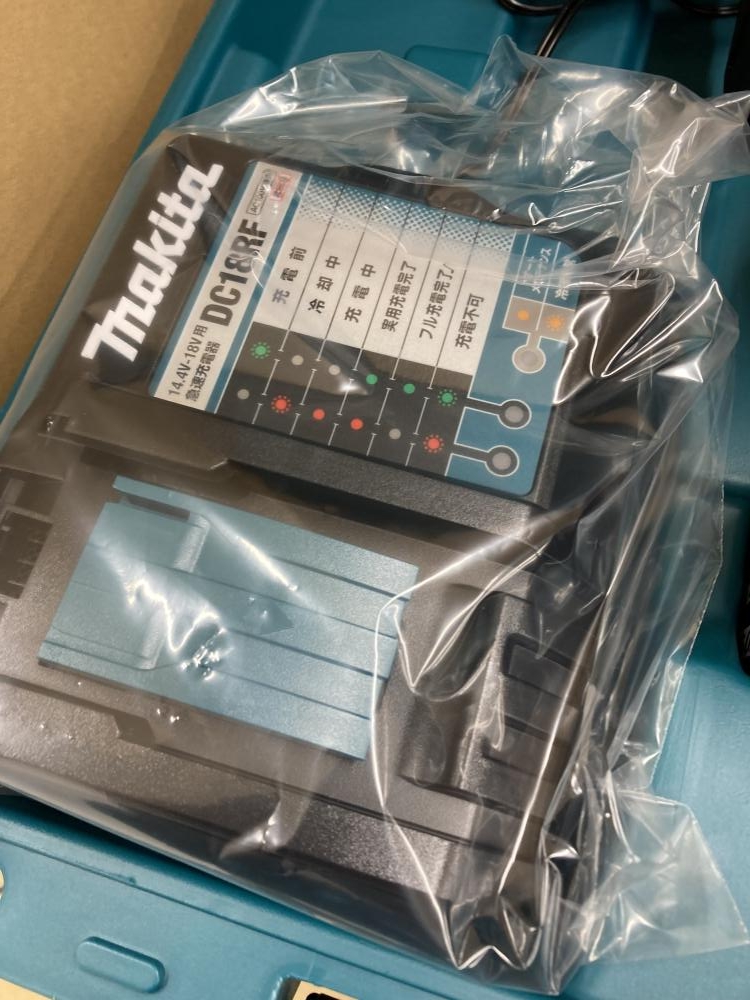 makita
14.4V-18V用
急速充電器
DC18RF
充電前
冷却中
充電中
実用充電完了
フル充電完了
充電不可